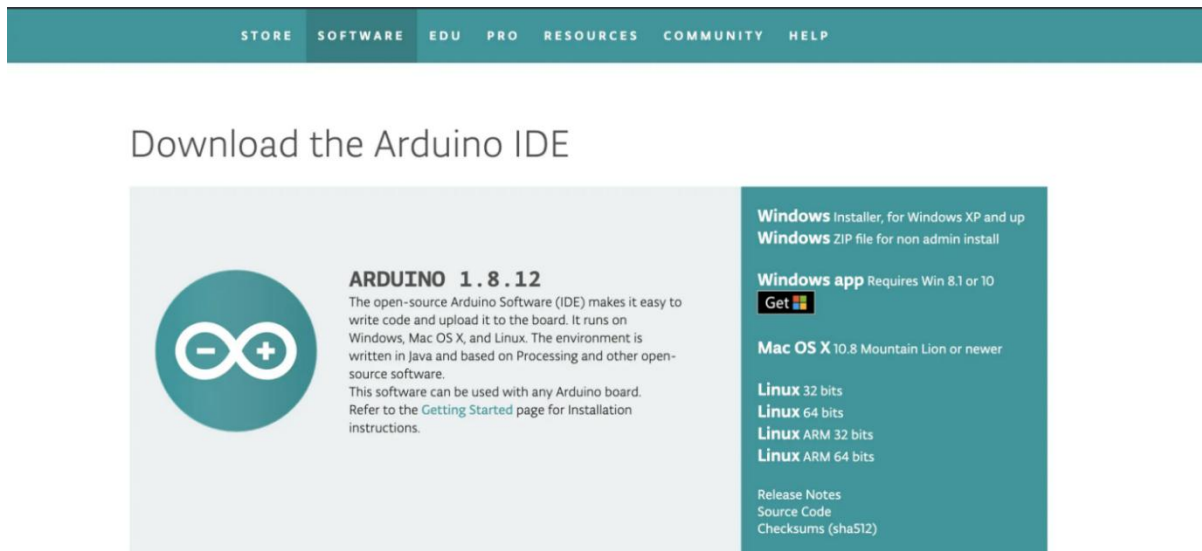 STORE SOFTWARE EDU PRO RESOURCES COMMUNITY HELP
Download the Arduino IDE
ARDUINO 1.8.12
The open-source Arduino Software (IDE) makes it easy to
write code and upload it to the board. It runs on
Windows, Mac OS X, and Linux. The environment is
written in Java and based on Processing and other open-
source software.
This software can be used with any Arduino board.
Refer to the Getting Started page for Installation
instructions.
Windows Installer, for Windows XP and up
Windows ZIP file for non admin install
Windows app Requires Win 8.1 or 10
Get
Mac OS X 10.8 Mountain Lion or newer
Linux 32 bits
Linux 64 bits
Linux ARM 32 bits
Linux ARM 64 bits
Release Notes
Source Code
Checksums (sha512)